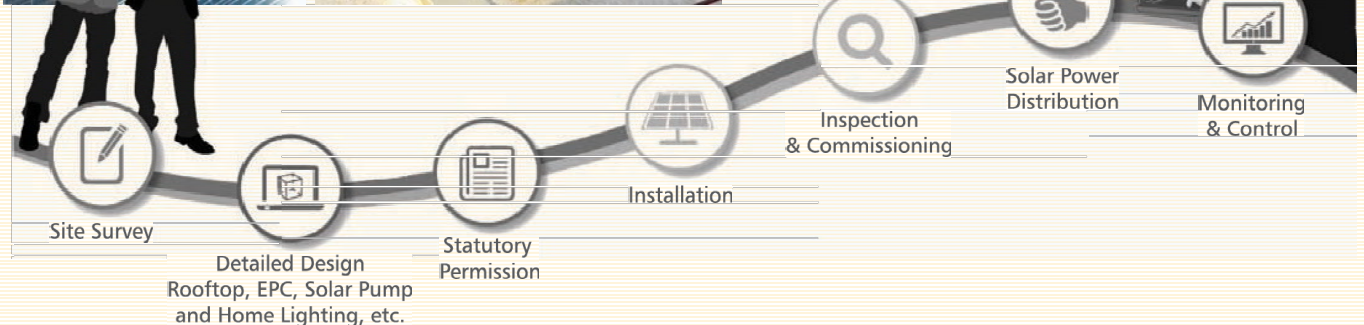 Site Survey
Detailed Design
Rooftop, EPC, Solar Pump
and Home Lighting, etc.
Statutory
Permission
Installation
Inspection
& Commissioning
Solar Power
Distribution
Monitoring
& Control